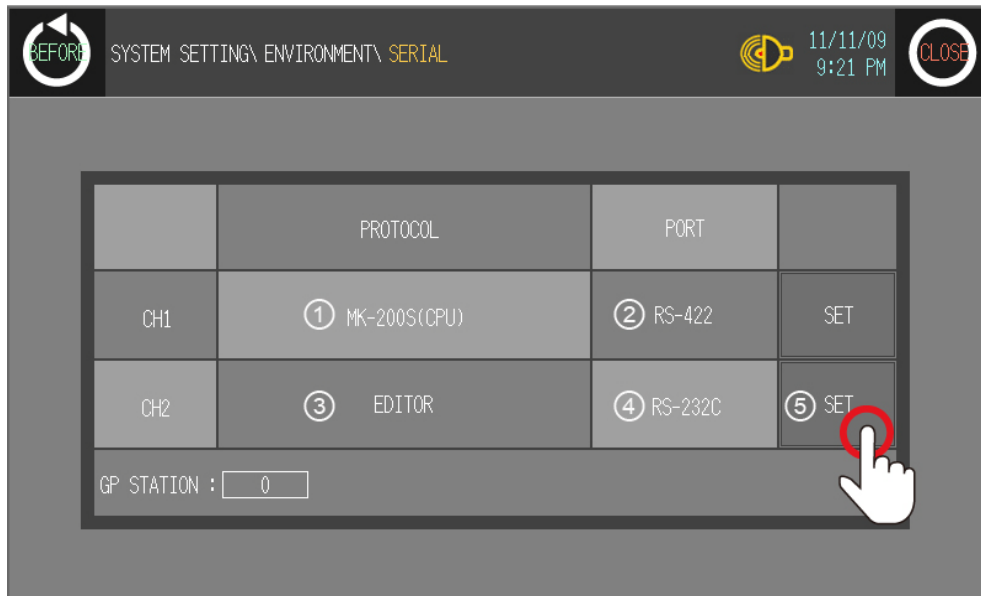 BEFORE SYSTEM SETTING\ ENVIRONMENT\ SERIAL 11/11/09 CLOSE
9:21 PM
PROTOCOL PORT
CH1 ① MK-200S(CPU) ② RS-422 SET
CH2 ③ EDITOR ④ RS-232C ⑤ SET
GP STATION : 0